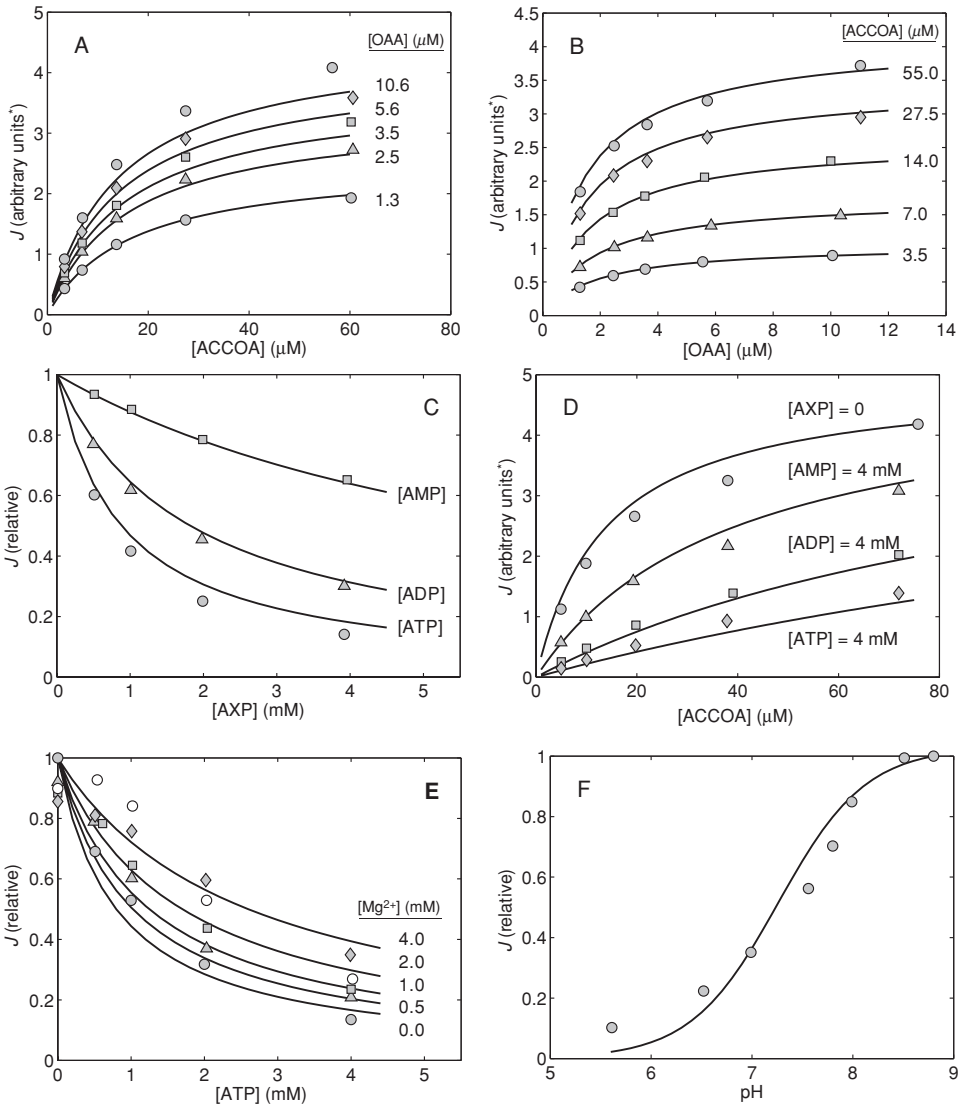 A
[OAA] (μM)
10.6
5.6
3.5
2.5
1.3
5
4
3
2
1
0
J (arbitrary units*)
0 20 40 60 80
[ACCOA] (μM)
B
[ACCOA] (μM)
55.0
27.5
14.0
7.0
3.5
4.5
4
3.5
3
2.5
2
1.5
1
0.5
0
J (arbitrary units*)
0 2 4 6 8 10 12 14
[OAA] (μM)
C
[AMP]
[ADP]
[ATP]
1
0.8
0.6
0.4
0.2
0
J (relative)
0 1 2 3 4 5
[AXP] (mM)
D
[AXP] = 0
[AMP] = 4 mM
[ADP] = 4 mM
[ATP] = 4 mM
5
4
3
2
1
0
J (arbitrary units*)
0 20 40 60 80
[ACCOA] (μM)
E
[Mg2+] (mM)
4.0
2.0
1.0
0.5
0.0
1
0.8
0.6
0.4
0.2
0
J (relative)
0 1 2 3 4 5
[ATP] (mM)
F
1
0.8
0.6
0.4
0.2
0
J (relative)
5 6 7 8 9
pH